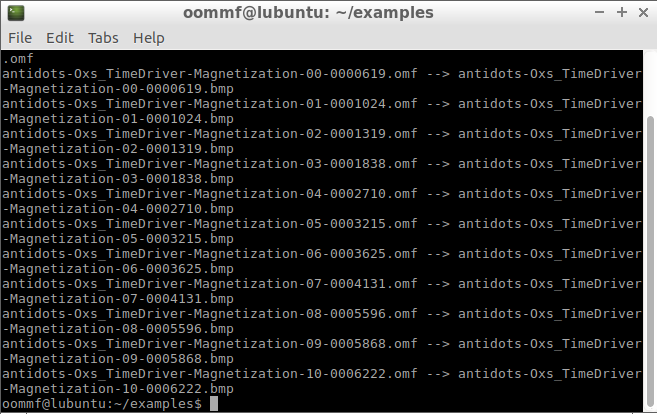 oommf@lubuntu: ~/examples
File Edit Tabs Help
.omf
antidots-Oxs_TimeDriver-Magnetization-00-0000619.omf --> antidots-Oxs_TimeDriver
-Magnetization-00-0000619.bmp
antidots-Oxs_TimeDriver-Magnetization-01-0001024.omf --> antidots-Oxs_TimeDriver
-Magnetization-01-0001024.bmp
antidots-Oxs_TimeDriver-Magnetization-02-0001319.omf --> antidots-Oxs_TimeDriver
-Magnetization-02-0001319.bmp
antidots-Oxs_TimeDriver-Magnetization-03-0001838.omf --> antidots-Oxs_TimeDriver
-Magnetization-03-0001838.bmp
antidots-Oxs_TimeDriver-Magnetization-04-0002710.omf --> antidots-Oxs_TimeDriver
-Magnetization-04-0002710.bmp
antidots-Oxs_TimeDriver-Magnetization-05-0003215.omf --> antidots-Oxs_TimeDriver
-Magnetization-05-0003215.bmp
antidots-Oxs_TimeDriver-Magnetization-06-0003625.omf --> antidots-Oxs_TimeDriver
-Magnetization-06-0003625.bmp
antidots-Oxs_TimeDriver-Magnetization-07-0004131.omf --> antidots-Oxs_TimeDriver
-Magnetization-07-0004131.bmp
antidots-Oxs_TimeDriver-Magnetization-08-0005596.omf --> antidots-Oxs_TimeDriver
-Magnetization-08-0005596.bmp
antidots-Oxs_TimeDriver-Magnetization-09-0005868.omf --> antidots-Oxs_TimeDriver
-Magnetization-09-0005868.bmp
antidots-Oxs_TimeDriver-Magnetization-10-0006222.omf --> antidots-Oxs_TimeDriver
-Magnetization-10-0006222.bmp
oommf@lubuntu:~/examples$